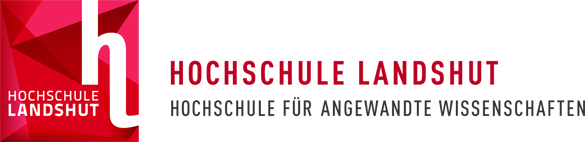 h
HOCHSCHULE
LANDSHUT
HOCHSCHULE LANDSHUT
HOCHSCHULE FÜR ANGEWANDTE WISSENSCHAFTEN